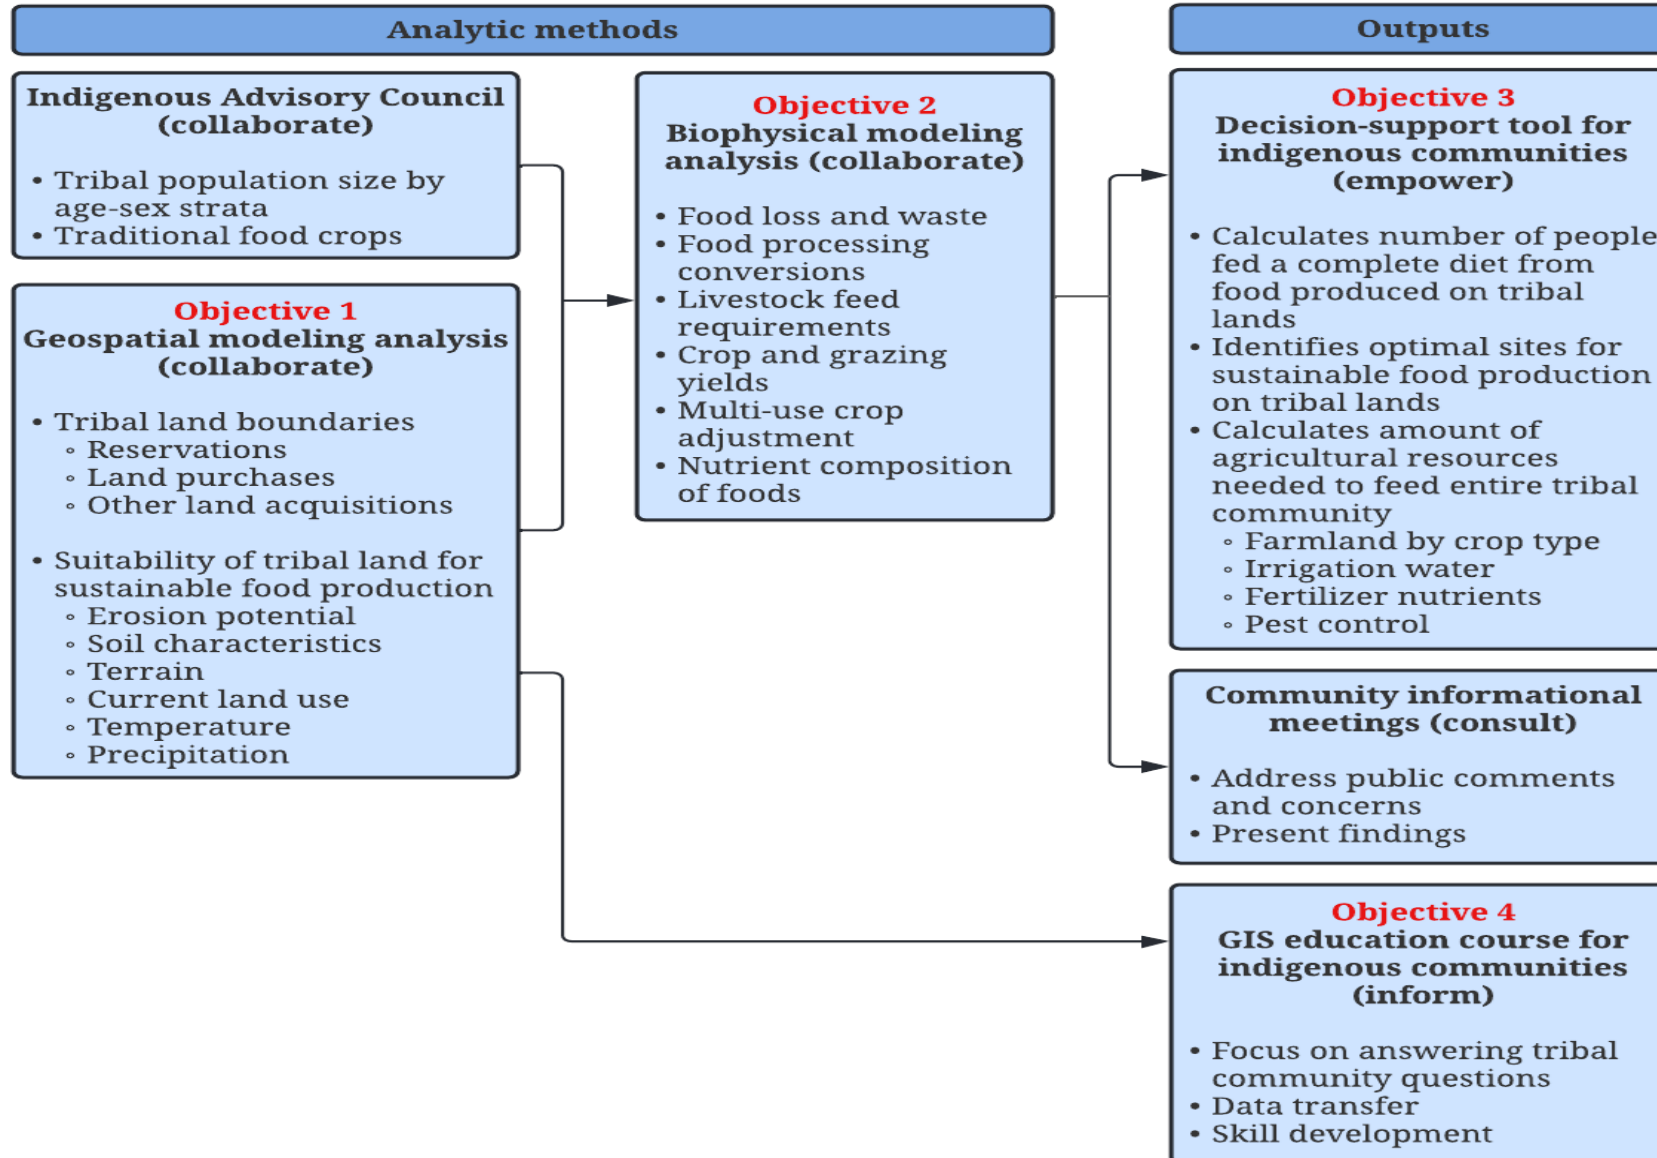 Analytic methods
Outputs
Indigenous Advisory Council
(collaborate)
• Tribal population size by
age-sex strata
• Traditional food crops
Objective 1
Geospatial modeling analysis
(collaborate)
• Tribal land boundaries
◦ Reservations
◦ Land purchases
◦ Other land acquisitions
• Suitability of tribal land for
sustainable food production
◦ Erosion potential
◦ Soil characteristics
◦ Terrain
◦ Current land use
◦ Temperature
◦ Precipitation
Objective 2
Biophysical modeling
analysis (collaborate)
• Food loss and waste
• Food processing
conversions
• Livestock feed
requirements
• Crop and grazing
yields
• Multi-use crop
adjustment
• Nutrient composition
of foods
Objective 3
Decision-support tool for
indigenous communities
(empower)
• Calculates number of people
fed a complete diet from
food produced on tribal
lands
• Identifies optimal sites for
sustainable food production
on tribal lands
• Calculates amount of
agricultural resources
needed to feed entire tribal
community
◦ Farmland by crop type
◦ Irrigation water
◦ Fertilizer nutrients
◦ Pest control
Community informational
meetings (consult)
• Address public comments
and concerns
• Present findings
Objective 4
GIS education course for
indigenous communities
(inform)
• Focus on answering tribal
community questions
• Data transfer
• Skill development